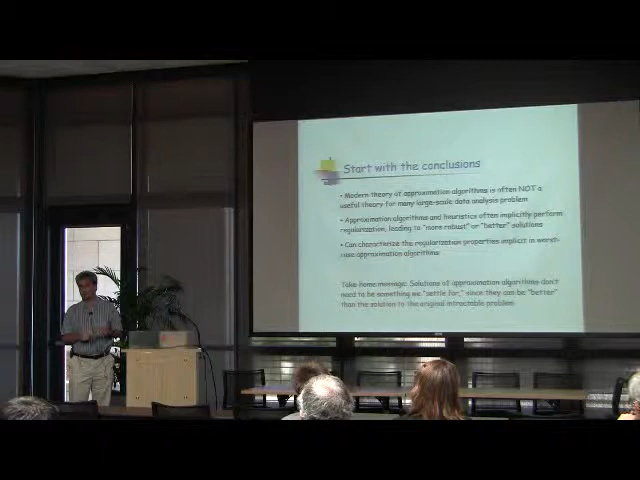 Start with the conclusions
• Modern theory of approximation algorithms is often NOT a
useful theory for many large-scale data analysis problem
• Approximation algorithms and heuristics often implicitly perform
regularization, leading to "more robust" or "better" solutions
• Can characterize the regularization properties implicit in worst-
case approximation algorithms
Take-home message: Solutions of approximation algorithms don't
need to be something we "settle for," since they can be "better"
than the solution to the original intractable problem